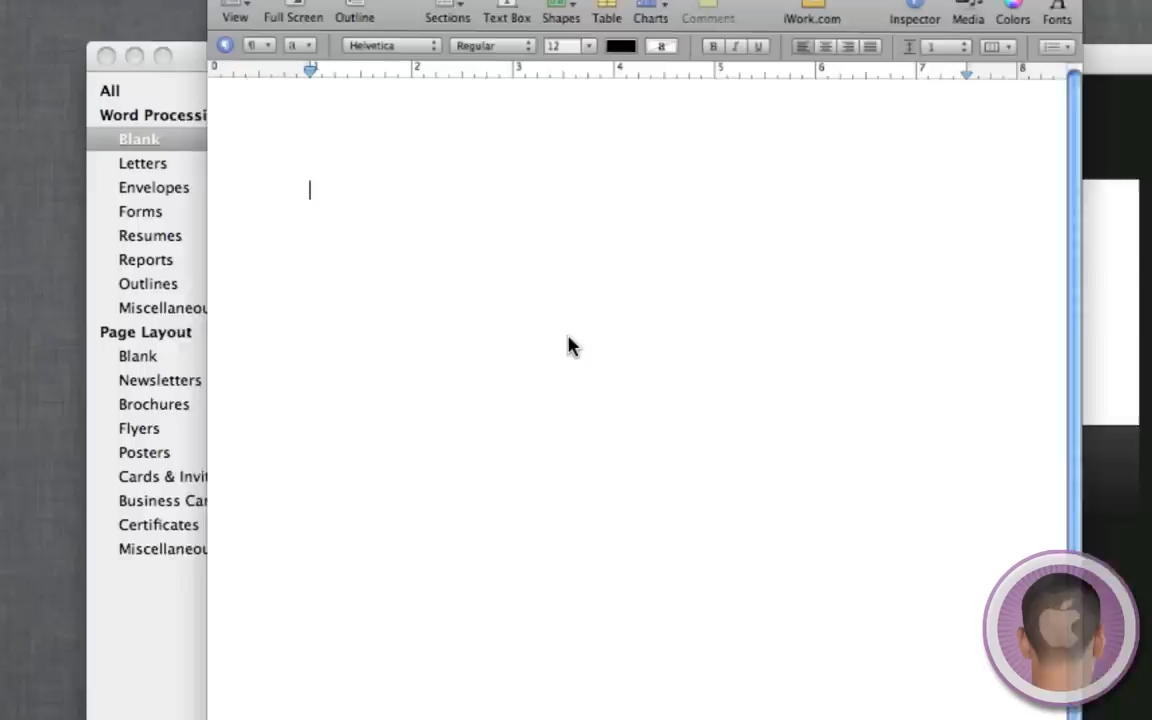 View Full Screen Outline Sections Text Box Shapes Table Charts Comment iWork.com Inspector Media Colors Fonts
¶ a Helvetica Regular 12 a B I U 1
0 1 2 3 4 5 6 7 8
All
Word Processi
Blank
Letters
Envelopes
Forms
Resumes
Reports
Outlines
Miscellaneou
Page Layout
Blank
Newsletters
Brochures
Flyers
Posters
Cards & Invit
Business Car
Certificates
Miscellaneou